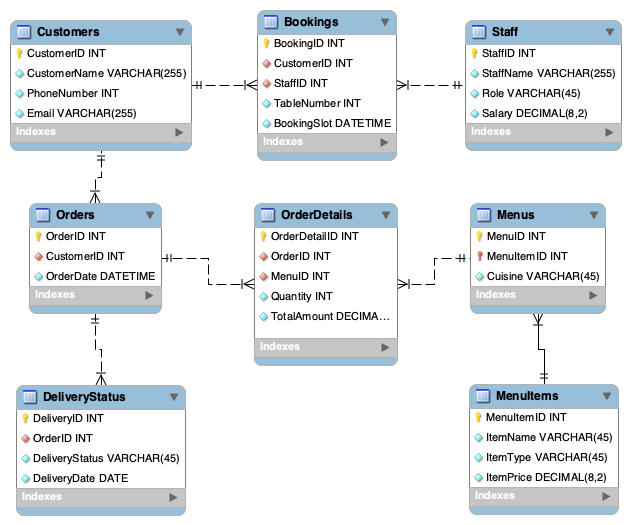 Customers
CustomerID INT
CustomerName VARCHAR(255)
PhoneNumber INT
Email VARCHAR(255)
Indexes
Bookings
BookingID INT
CustomerID INT
StaffID INT
TableNumber INT
BookingSlot DATETIME
Indexes
Staff
StaffID INT
StaffName VARCHAR(255)
Role VARCHAR(45)
Salary DECIMAL(8,2)
Indexes
Orders
OrderID INT
CustomerID INT
OrderDate DATETIME
Indexes
OrderDetails
OrderDetailID INT
OrderID INT
MenuID INT
Quantity INT
TotalAmount DECIMA...
Indexes
Menus
MenuID INT
MenuItemID INT
Cuisine VARCHAR(45)
Indexes
DeliveryStatus
DeliveryID INT
OrderID INT
DeliveryStatus VARCHAR(45)
DeliveryDate DATE
Indexes
MenuItems
MenuItemID INT
ItemName VARCHAR(45)
ItemType VARCHAR(45)
ItemPrice DECIMAL(8,2)
Indexes